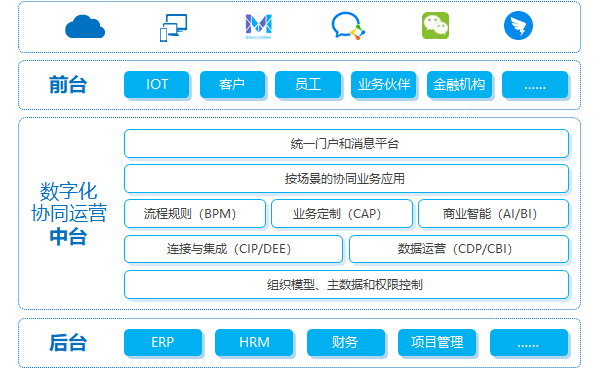 前台
IOT
客户
员工
业务伙伴
金融机构
......
数字化
协同运营
中台
统一门户和消息平台
按场景的协同业务应用
流程规则（BPM）
业务定制（CAP）
商业智能（AI/BI）
连接与集成（CIP/DEE）
数据运营（CDP/CBI）
组织模型、主数据和权限控制
后台
ERP
HRM
财务
项目管理
......